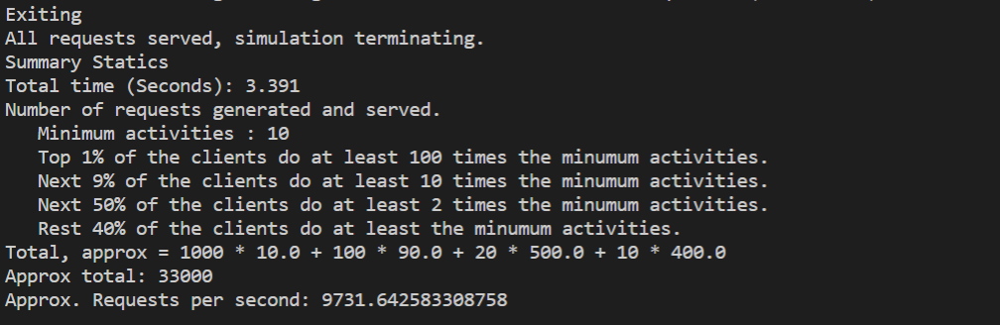 Exiting
All requests served, simulation terminating.
Summary Statics
Total time (Seconds): 3.391
Number of requests generated and served.
   Minimum activities : 10
   Top 1% of the clients do at least 100 times the minumum activities.
   Next 9% of the clients do at least 10 times the minumum activities.
   Next 50% of the clients do at least 2 times the minumum activities.
   Rest 40% of the clients do at least the minumum activities.
Total, approx = 1000 * 10.0 + 100 * 90.0 + 20 * 500.0 + 10 * 400.0
Approx total: 33000
Approx. Requests per second: 9731.642583308758